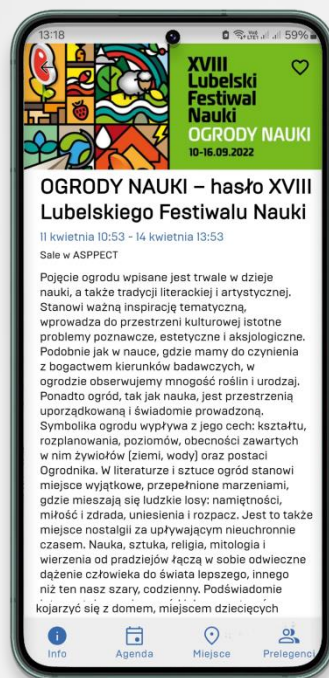 13:18
59%
XVIII
Lubelski
Festiwal
Nauki
OGRODY NAUKI
10-16.09.2022
OGRODY NAUKI – hasło XVIII
Lubelskiego Festiwalu Nauki
11 kwietnia 10:53 - 14 kwietnia 13:53
Sale w ASPPECT
Pojęcie ogrodu wpisane jest trwale w dzieje
nauki, a także tradycji literackiej i artystycznej.
Stanowi ważną inspirację tematyczną,
wprowadza do przestrzeni kulturowej istotne
problemy poznawcze, estetyczne i aksjologiczne.
Podobnie jak w nauce, gdzie mamy do czynienia
z bogactwem kierunków badawczych, w
ogrodzie obserwujemy mnogość roślin i urodzaj.
Ponadto ogród, tak jak nauka, jest przestrzenią
uporządkowaną i świadomie prowadzoną.
Symbolika ogrodu wypływa z jego cech: kształtu,
rozplanowania, poziomów, obecności zawartych
w nim żywiołów (ziemi, wody) oraz postaci
Ogrodnika. W literaturze i sztuce ogród stanowi
miejsce wyjątkowe, przepełnione marzeniami,
gdzie mieszają się ludzkie losy: namiętności,
miłość i zdrada, uniesienia i rozpacz. Jest to także
miejsce nostalgii za upływającym nieuchronnie
czasem. Nauka, sztuka, religia, mitologia i
wierzenia od pradziejów łączą w sobie odwieczne
dążenie człowieka do świata lepszego, innego
niż ten nasz szary, codzienny. Podświadomie
kojarzyć się z domem, miejscem dziecięcych
Info
Agenda
Miejsce
Prelegenci